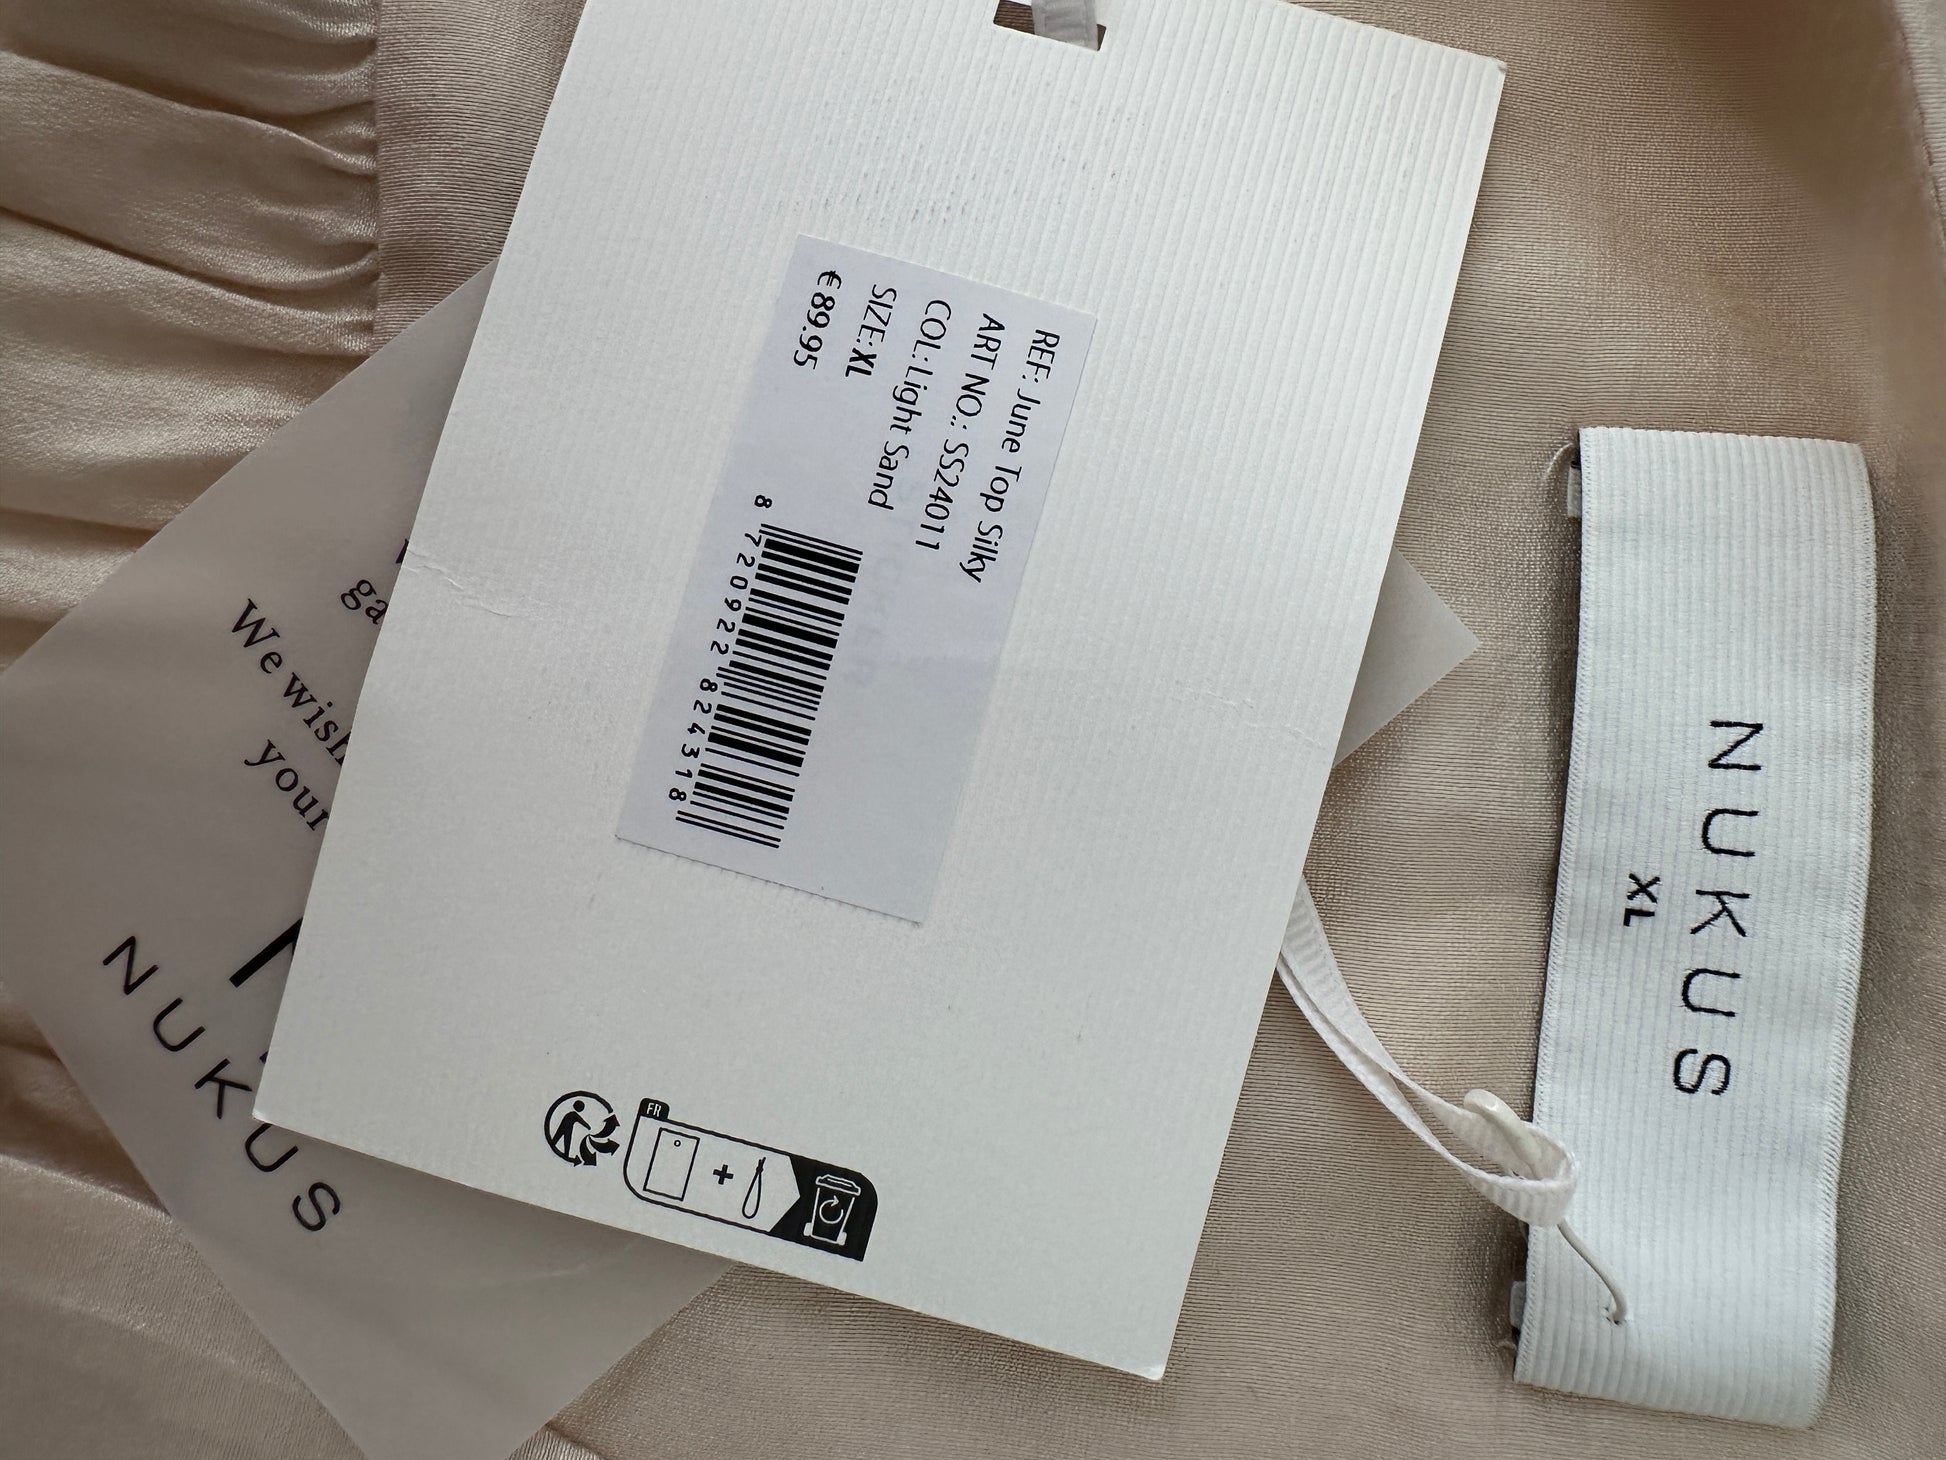 REF: June Top Silky
ART NO.: SS24011
COL: Light Sand
SIZE: XL
€ 89.95
8 720922 824318
FR
NUKUS
XL
We wish
your
NUKUS